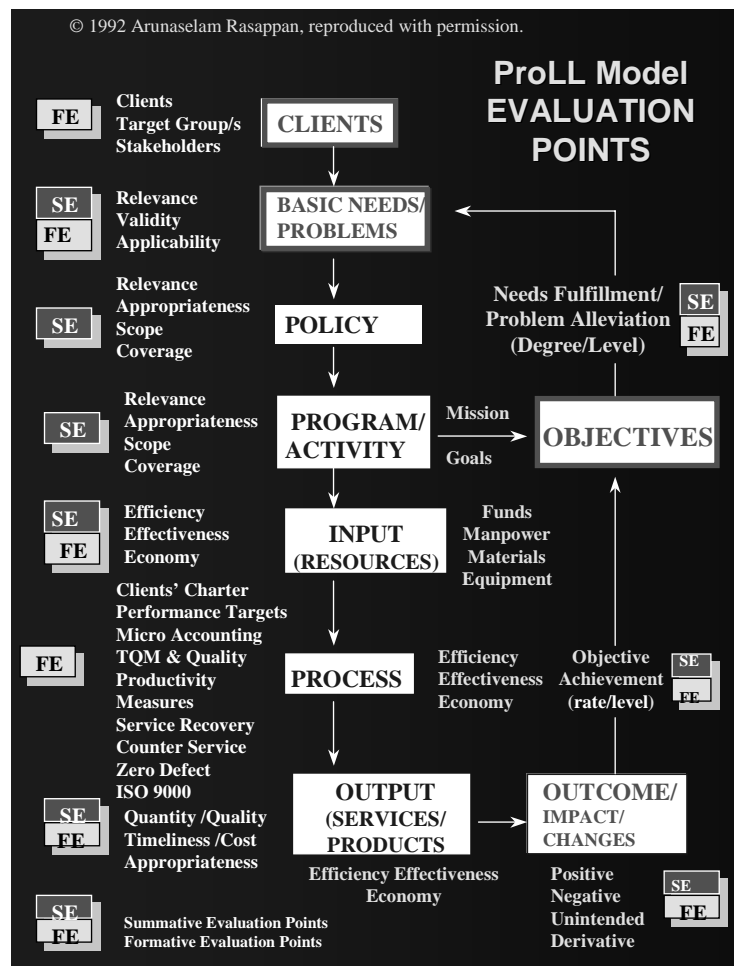 © 1992 Arunaselam Rasappan, reproduced with permission.
ProLL Model
EVALUATION
POINTS
FE
Clients
Target Group/s
Stakeholders
CLIENTS
SE
FE
Relevance
Validity
Applicability
BASIC NEEDS/
PROBLEMS
SE
Relevance
Appropriateness
Scope
Coverage
POLICY
Needs Fulfillment/
Problem Alleviation
(Degree/Level)
SE
FE
SE
Relevance
Appropriateness
Scope
Coverage
PROGRAM/
ACTIVITY
Mission
Goals
OBJECTIVES
SE
FE
Efficiency
Effectiveness
Economy
INPUT
(RESOURCES)
Funds
Manpower
Materials
Equipment
FE
Clients' Charter
Performance Targets
Micro Accounting
TQM & Quality
Productivity
Measures
Service Recovery
Counter Service
Zero Defect
ISO 9000
PROCESS
Efficiency
Effectiveness
Economy
Objective
Achievement
(rate/level)
SE
FE
SE
FE
Quantity /Quality
Timeliness /Cost
Appropriateness
OUTPUT
(SERVICES/
PRODUCTS
OUTCOME/
IMPACT/
CHANGES
Efficiency Effectiveness
Economy
Positive
Negative
Unintended
Derivative
SE
FE
SE
FE
Summative Evaluation Points
Formative Evaluation Points